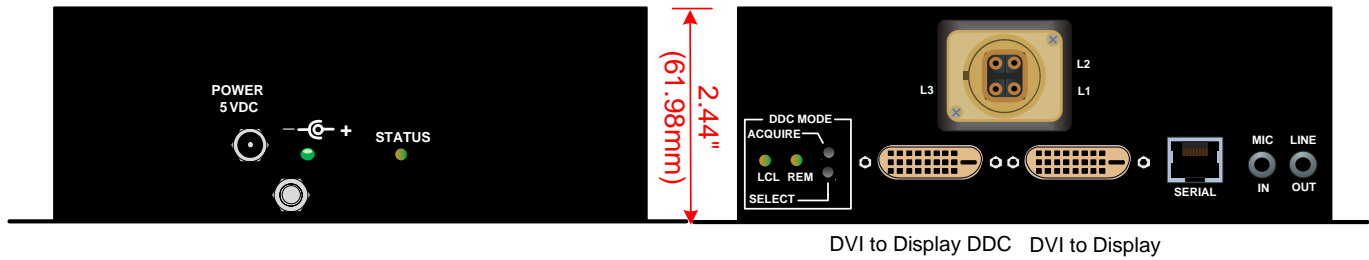 POWER
5 VDC
− +
STATUS
2.44"
(61.98mm)
L2
L1
L3
DDC MODE
ACQUIRE
LCL REM
SELECT
SERIAL
MIC LINE
IN OUT
DVI to Display DDC DVI to Display